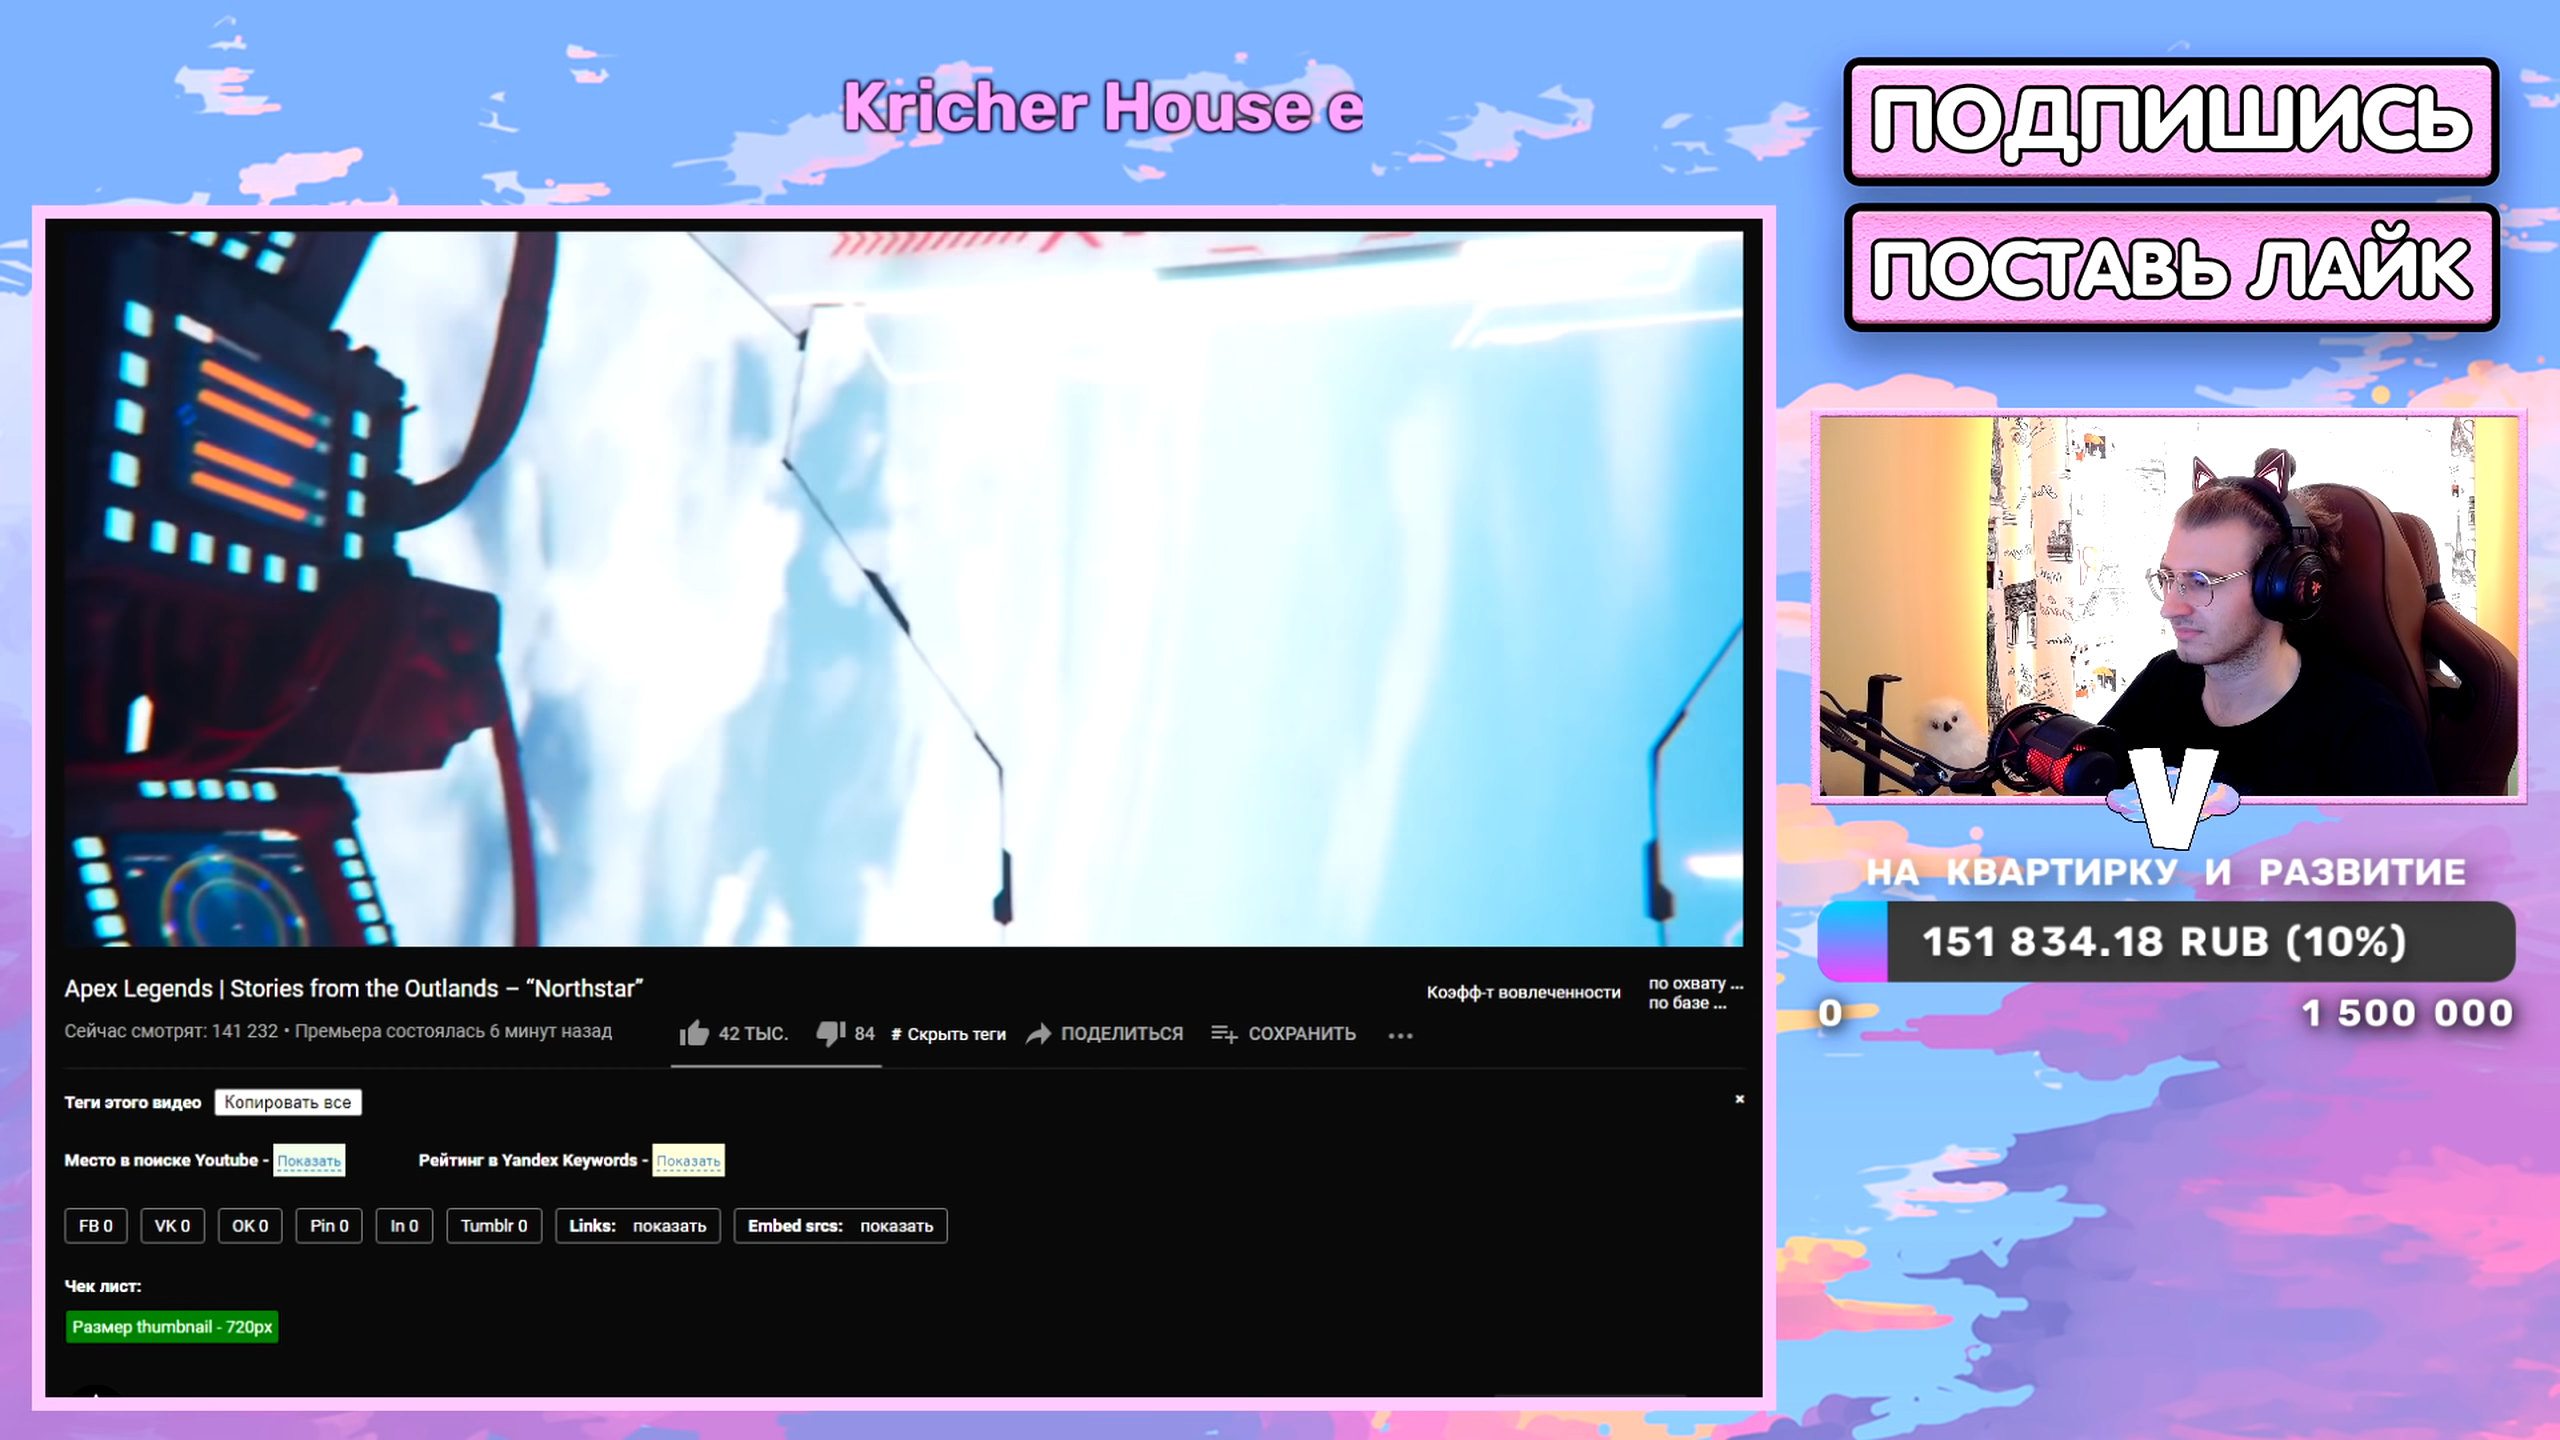 Kricher House e
ПОДПИШИСЬ
ПОСТАВЬ ЛАЙК
V
НА КВАРТИРКУ И РАЗВИТИЕ
151 834.18 RUB (10%)
0 1 500 000
Apex Legends | Stories from the Outlands – “Northstar”
Коэфф-т вовлеченности
по охвату ...
по базе ...
Сейчас смотрят: 141 232 • Премьера состоялась 6 минут назад
42 ТЫС. 84 # Скрыть теги ПОДЕЛИТЬСЯ СОХРАНИТЬ ...
Теги этого видео Копировать все ×
Место в поиске Youtube - Показать Рейтинг в Yandex Keywords - Показать
FB 0 VK 0 OK 0 Pin 0 In 0 Tumblr 0 Links: показать Embed srcs: показать
Чек лист:
Размер thumbnail - 720px